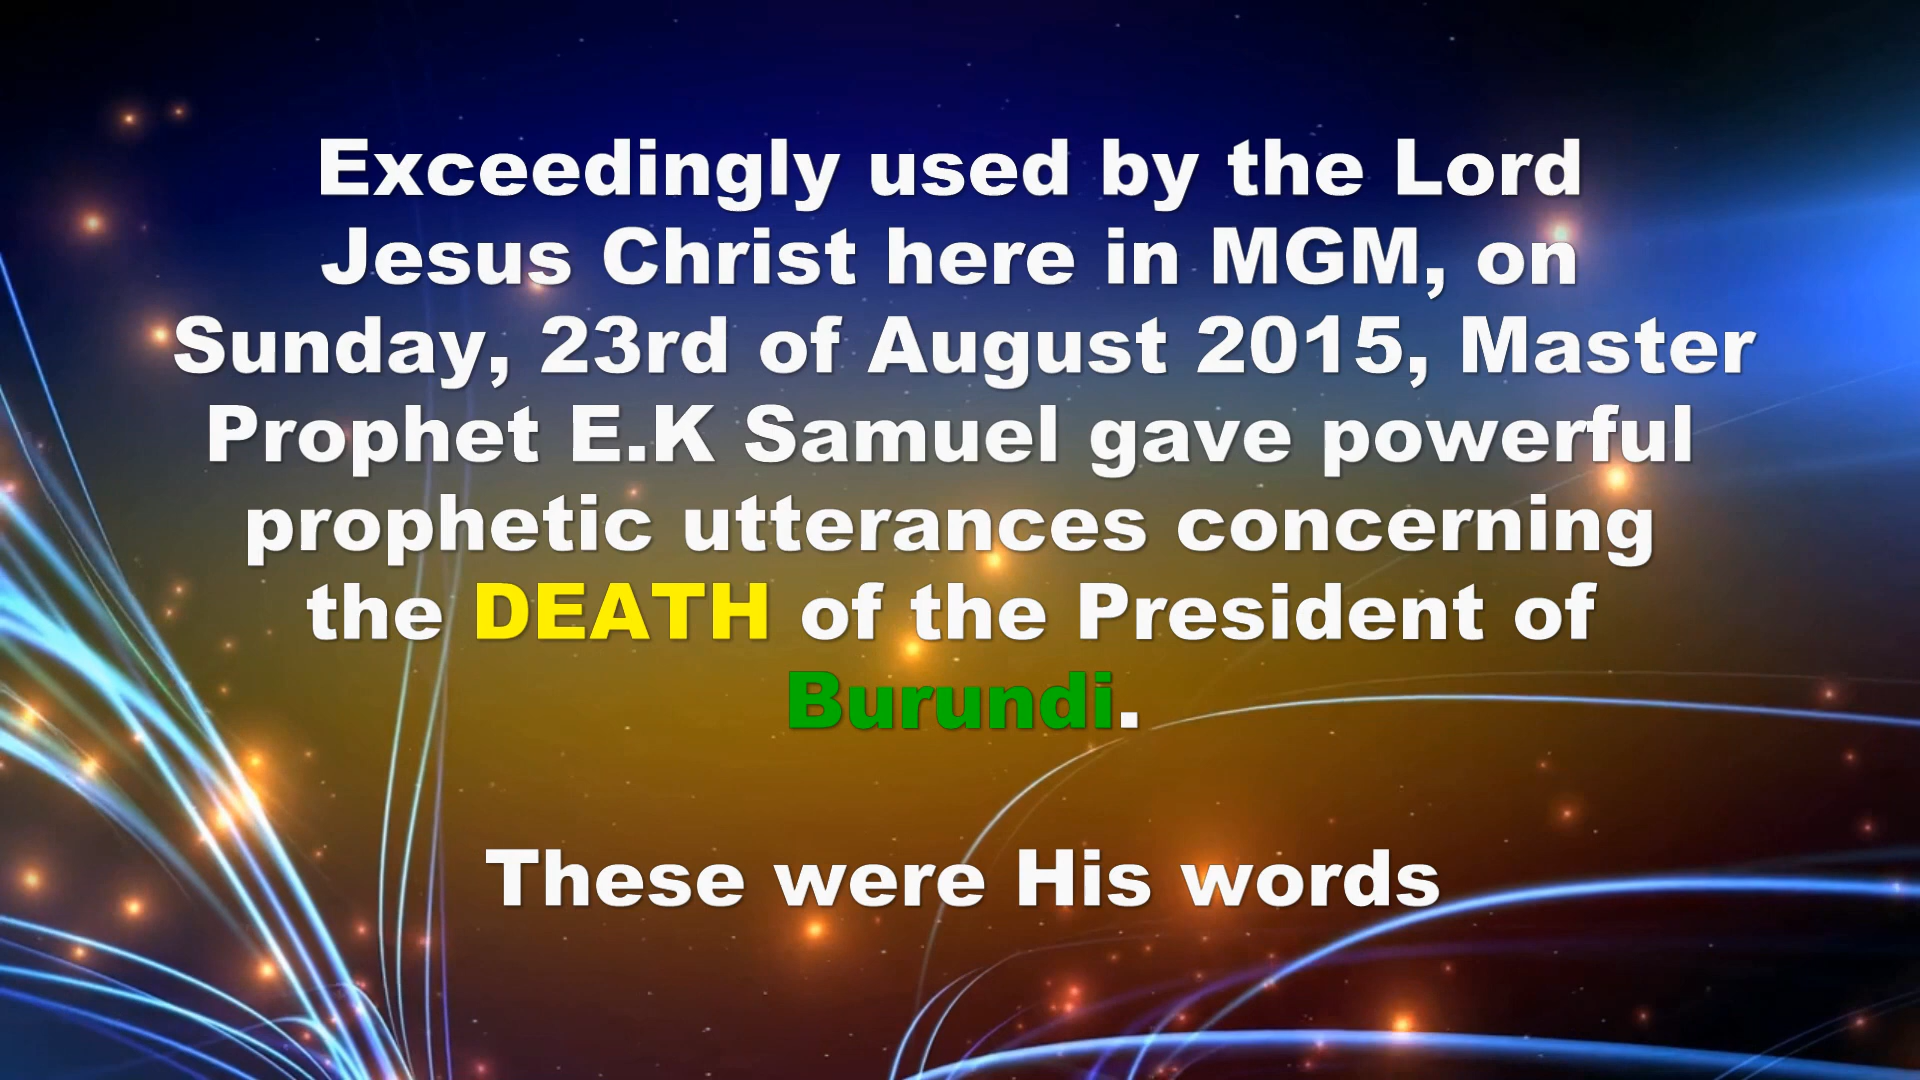 Exceedingly used by the Lord
Jesus Christ here in MGM, on
Sunday, 23rd of August 2015, Master
Prophet E.K Samuel gave powerful
prophetic utterances concerning
the DEATH of the President of
Burundi.
These were His words